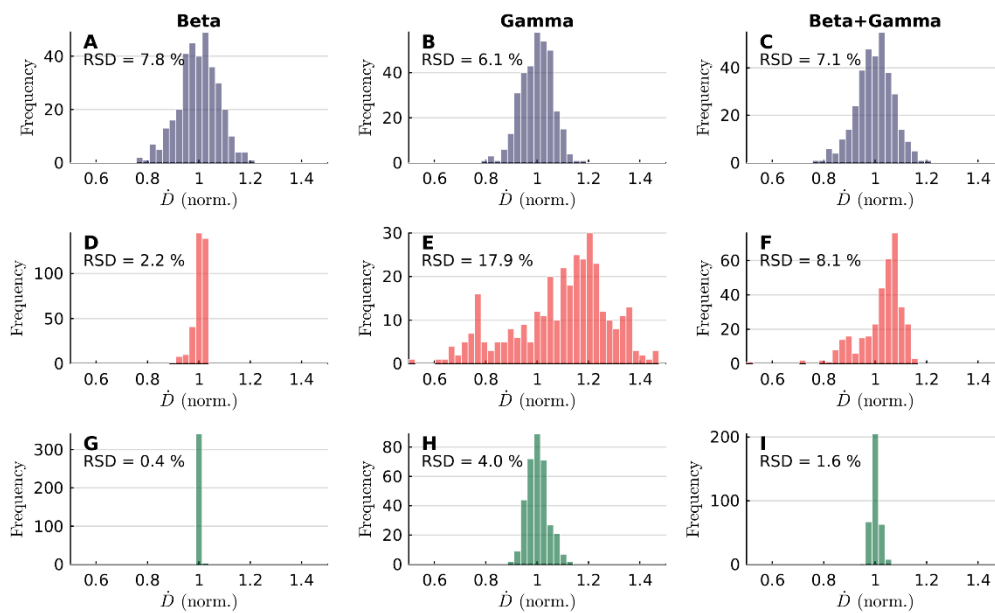 Beta
Gamma
Beta+Gamma
A
RSD = 7.8 %
Frequency
40
20
0
0.6 0.8 1 1.2 1.4
Ḋ (norm.)
B
RSD = 6.1 %
Frequency
40
20
0
0.6 0.8 1 1.2 1.4
Ḋ (norm.)
C
RSD = 7.1 %
Frequency
40
20
0
0.6 0.8 1 1.2 1.4
Ḋ (norm.)
D
RSD = 2.2 %
Frequency
100
50
0
0.6 0.8 1 1.2 1.4
Ḋ (norm.)
E
RSD = 17.9 %
Frequency
30
20
10
0
0.6 0.8 1 1.2 1.4
Ḋ (norm.)
F
RSD = 8.1 %
Frequency
60
40
20
0
0.6 0.8 1 1.2 1.4
Ḋ (norm.)
G
RSD = 0.4 %
Frequency
300
200
100
0
0.6 0.8 1 1.2 1.4
Ḋ (norm.)
H
RSD = 4.0 %
Frequency
80
60
40
20
0
0.6 0.8 1 1.2 1.4
Ḋ (norm.)
I
RSD = 1.6 %
Frequency
200
100
0
0.6 0.8 1 1.2 1.4
Ḋ (norm.)